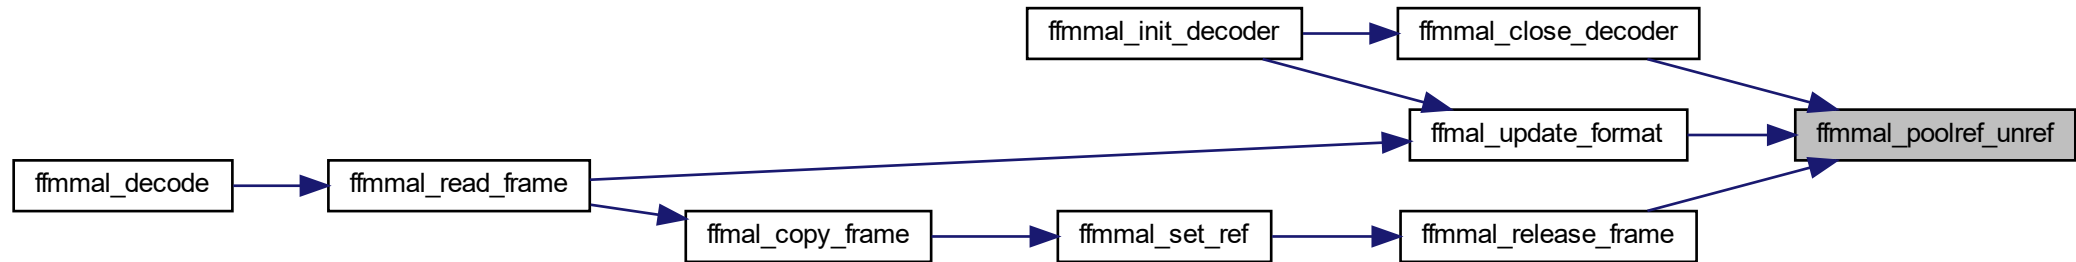 ffmmal_init_decoder
ffmmal_close_decoder
ffmal_update_format
ffmmal_poolref_unref
ffmmal_decode
ffmmal_read_frame
ffmal_copy_frame
ffmmal_set_ref
ffmmal_release_frame